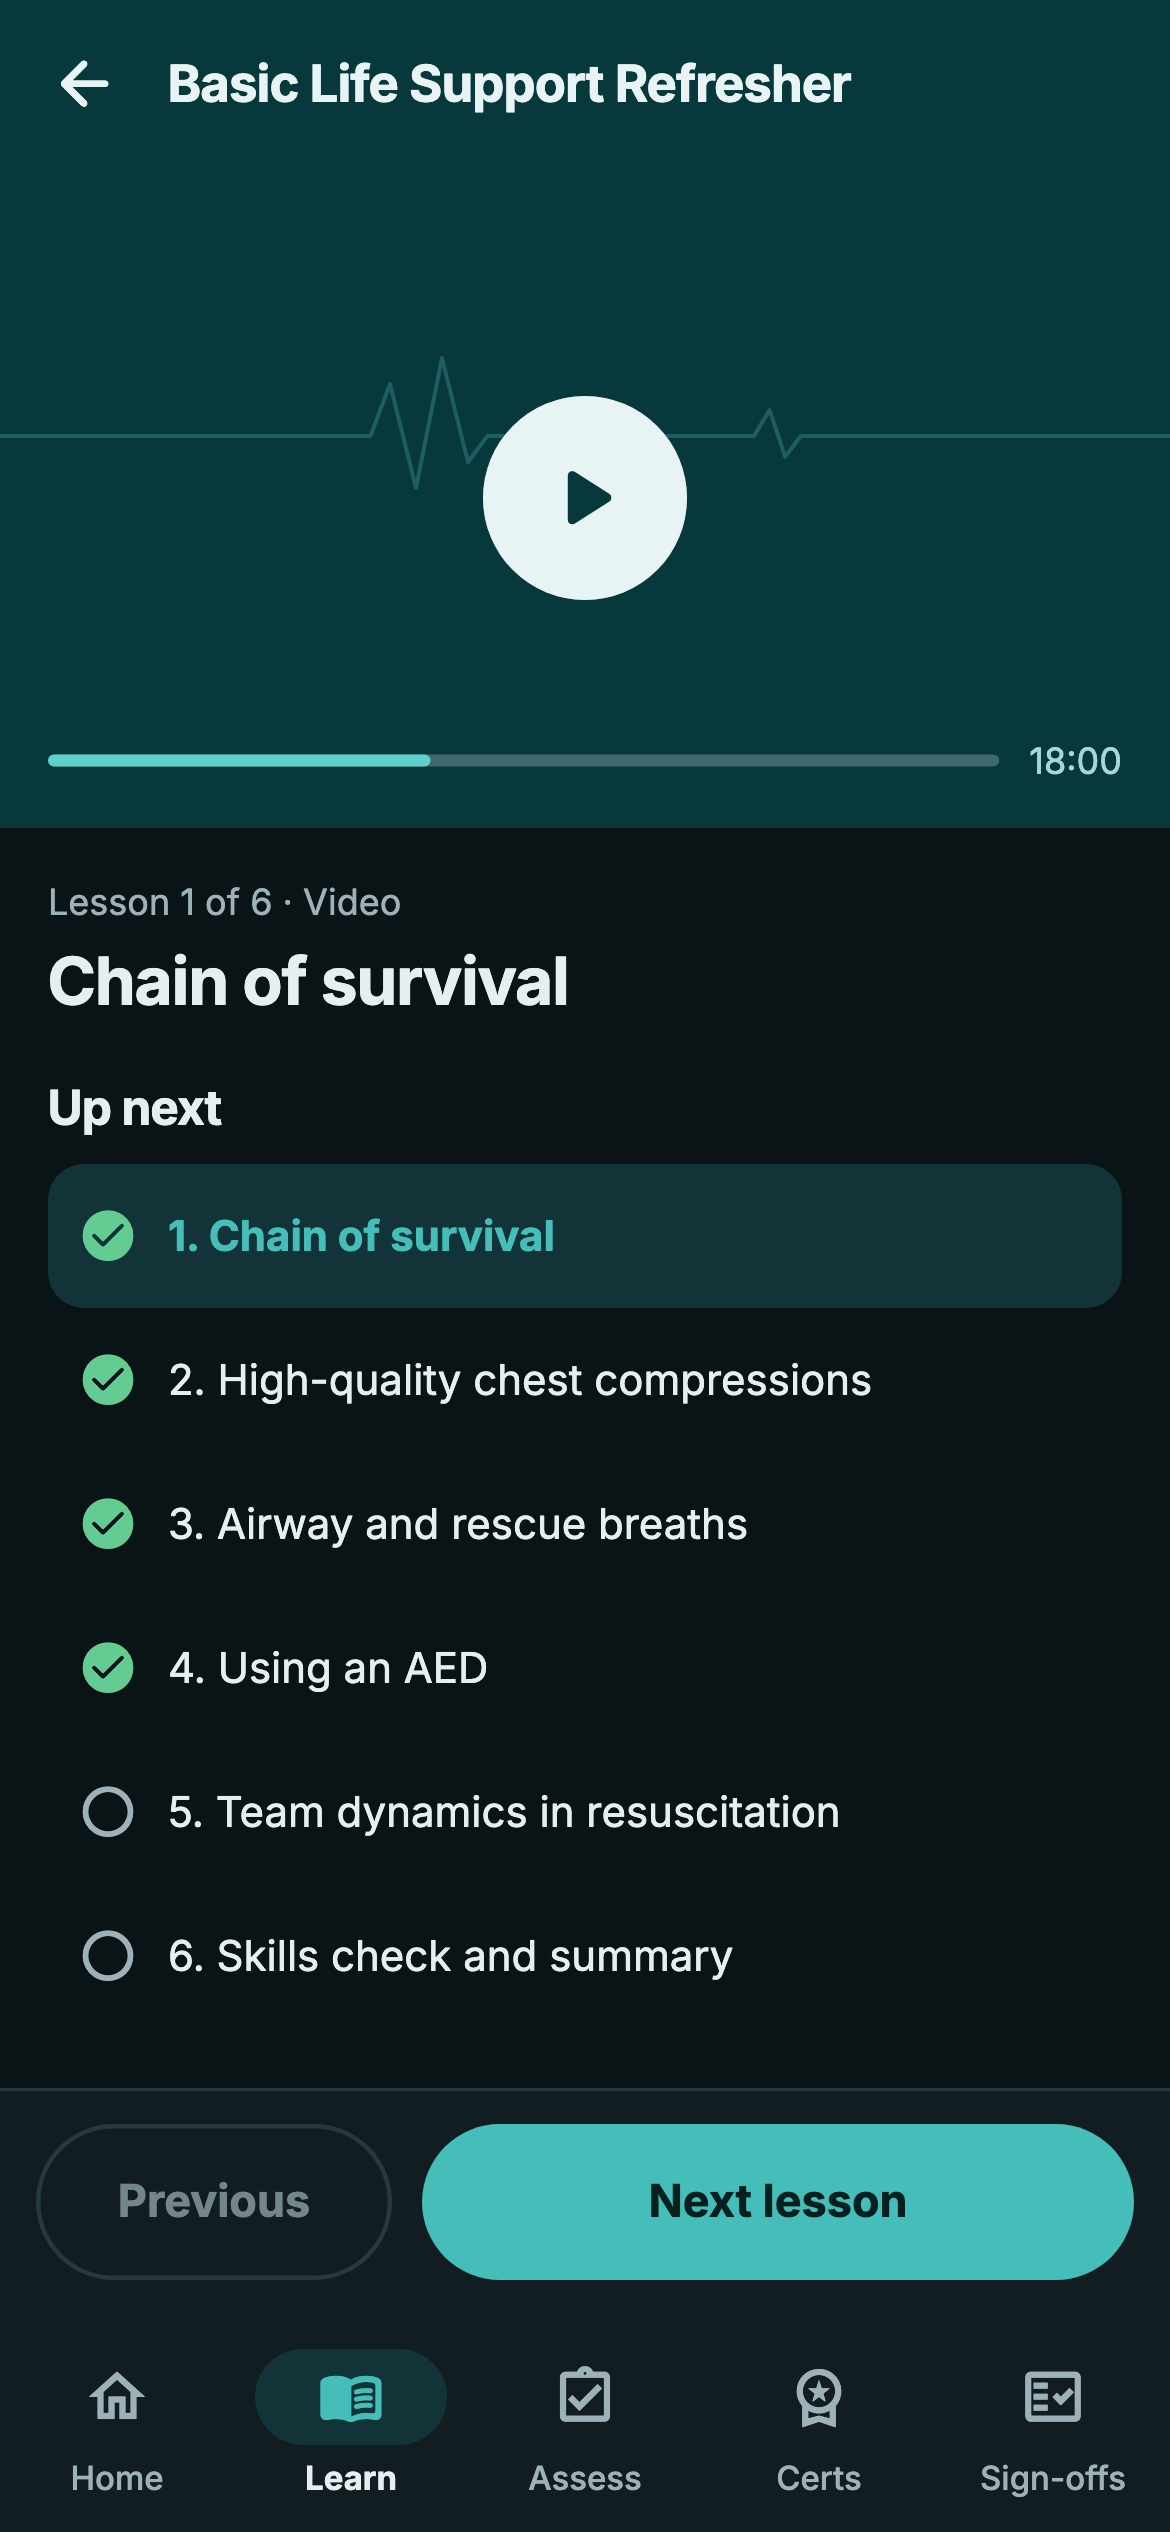 Basic Life Support Refresher
18:00
Lesson 1 of 6 · Video
Chain of survival
Up next
1. Chain of survival
2. High-quality chest compressions
3. Airway and rescue breaths
4. Using an AED
5. Team dynamics in resuscitation
6. Skills check and summary
Previous
Next lesson
Home
Learn
Assess
Certs
Sign-offs